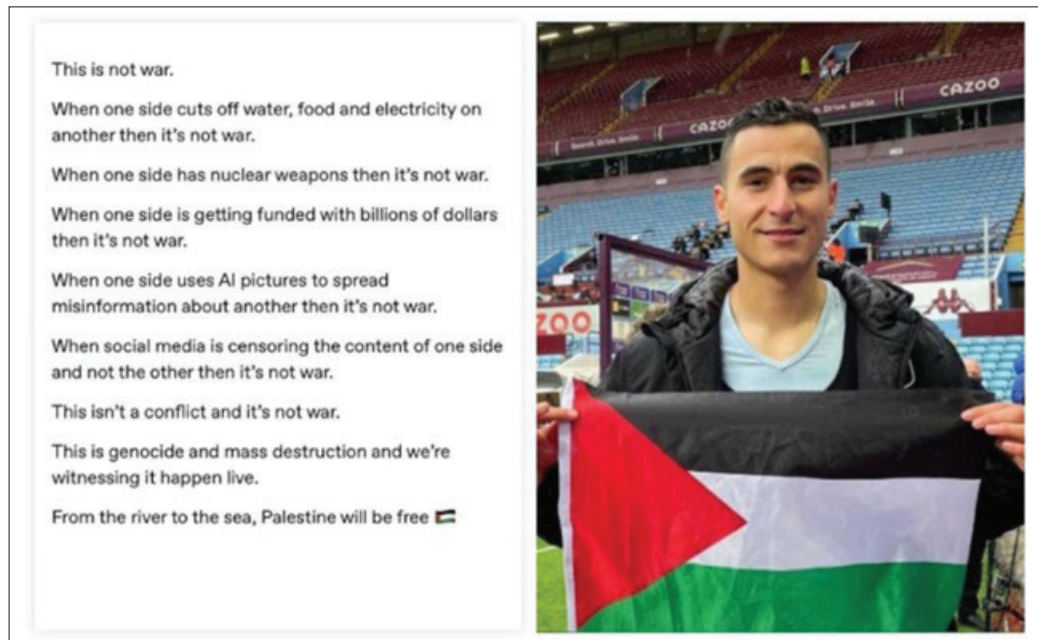 This is not war.
When one side cuts off water, food and electricity on
another then it's not war.
When one side has nuclear weapons then it's not war.
When one side is getting funded with billions of dollars
then it's not war.
When one side uses AI pictures to spread
misinformation about another then it's not war.
When social media is censoring the content of one side
and not the other then it's not war.
This isn't a conflict and it's not war.
This is genocide and mass destruction and we're
witnessing it happen live.
From the river to the sea, Palestine will be free 🇵🇸
CAZOO
Search. Drive. Smile.
CAZOO
Drive. Smile.
ZOO